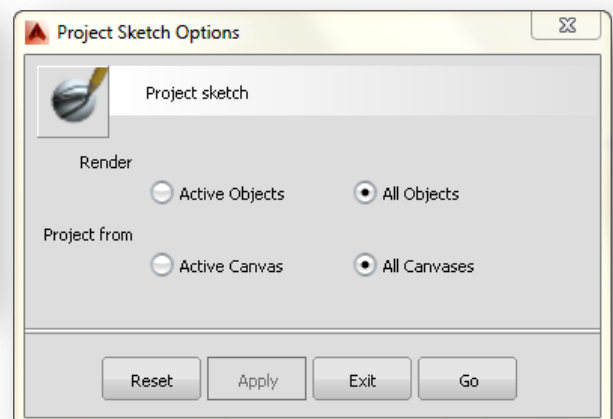 Project Sketch Options
Project sketch
Render
Active Objects All Objects
Project from
Active Canvas All Canvases
Reset Apply Exit Go